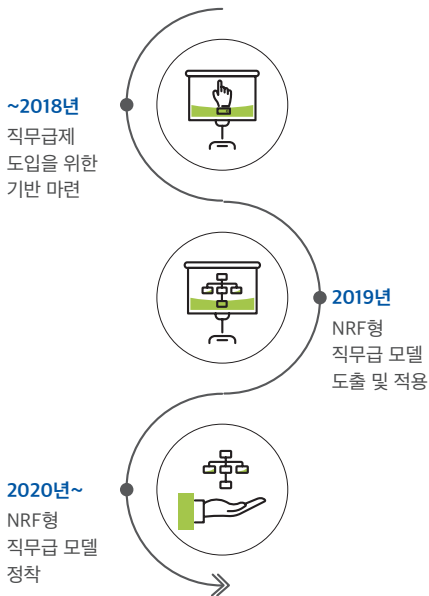 ~2018년
직무급제
도입을 위한
기반 마련
2019년
NRF형
직무급 모델
도출 및 적용
2020년~
NRF형
직무급 모델
정착